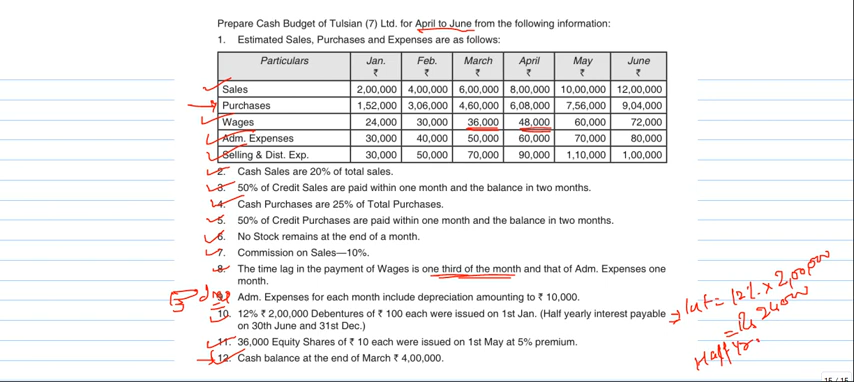 Prepare Cash Budget of Tulsian (7) Ltd. for April to June from the following information:
1. Estimated Sales, Purchases and Expenses are as follows:
Particulars Jan. Feb. March April May June
₹ ₹ ₹ ₹ ₹ ₹
Sales 2,00,000 4,00,000 6,00,000 8,00,000 10,00,000 12,00,000
Purchases 1,52,000 3,06,000 4,60,000 6,08,000 7,56,000 9,04,000
Wages 24,000 30,000 36,000 48,000 60,000 72,000
Adm. Expenses 30,000 40,000 50,000 60,000 70,000 80,000
Selling & Dist. Exp. 30,000 50,000 70,000 90,000 1,10,000 1,00,000
2. Cash Sales are 20% of total sales.
3. 50% of Credit Sales are paid within one month and the balance in two months.
4. Cash Purchases are 25% of Total Purchases.
5. 50% of Credit Purchases are paid within one month and the balance in two months.
6. No Stock remains at the end of a month.
7. Commission on Sales—10%.
8. The time lag in the payment of Wages is one third of the month and that of Adm. Expenses one
month.
9. Adm. Expenses for each month include depreciation amounting to ₹ 10,000.
10. 12% ₹ 2,00,000 Debentures of ₹ 100 each were issued on 1st Jan. (Half yearly interest payable
on 30th June and 31st Dec.)
11. 36,000 Equity Shares of ₹ 10 each were issued on 1st May at 5% premium.
12. Cash balance at the end of March ₹ 4,00,000.
Int = 12% x 2,00,000
= Rs 24000
Half Yr.
15 / 15